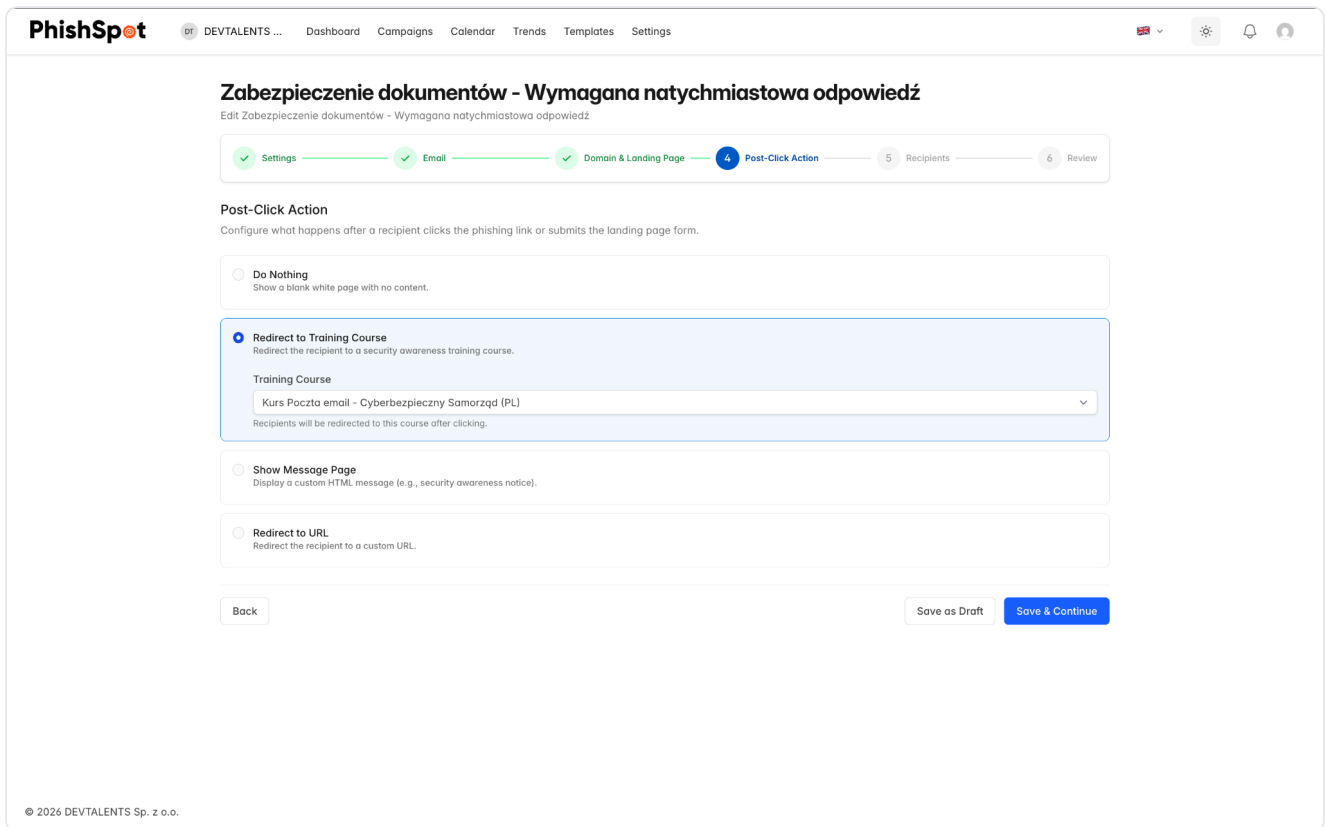 PhishSpot
DT DEVTALENTS ... Dashboard Campaigns Calendar Trends Templates Settings
Zabezpieczenie dokumentów - Wymagana natychmiastowa odpowiedź
Edit Zabezpieczenie dokumentów - Wymagana natychmiastowa odpowiedź
Settings Email Domain & Landing Page 4 Post-Click Action 5 Recipients 6 Review
Post-Click Action
Configure what happens after a recipient clicks the phishing link or submits the landing page form.
Do Nothing
Show a blank white page with no content.
Redirect to Training Course
Redirect the recipient to a security awareness training course.
Training Course
Kurs Poczta email - Cyberbezpieczny Samorząd (PL)
Recipients will be redirected to this course after clicking.
Show Message Page
Display a custom HTML message (e.g., security awareness notice).
Redirect to URL
Redirect the recipient to a custom URL.
Back Save as Draft Save & Continue
© 2026 DEVTALENTS Sp. z o.o.